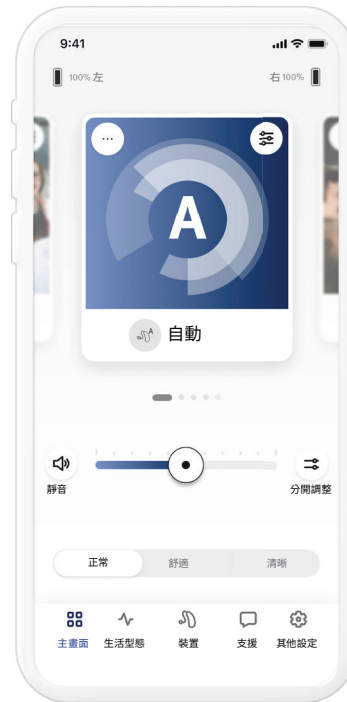 9:41
100% 左
右 100%
A
A
自動
靜音
分開調整
正常 舒適 清晰
主畫面 生活型態 裝置 支援 其他設定